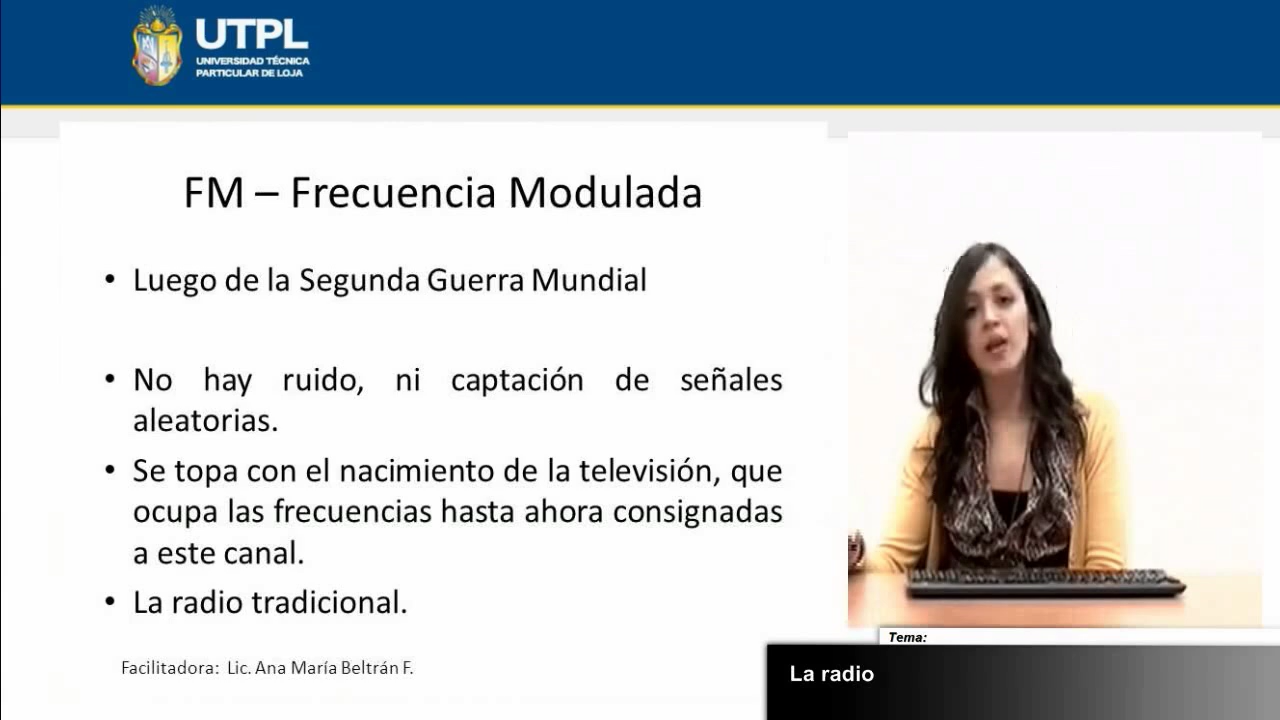 UTPL
UNIVERSIDAD TÉCNICA
PARTICULAR DE LOJA
FM – Frecuencia Modulada
• Luego de la Segunda Guerra Mundial
• No hay ruido, ni captación de señales
aleatorias.
• Se topa con el nacimiento de la televisión, que
ocupa las frecuencias hasta ahora consignadas
a este canal.
• La radio tradicional.
Facilitadora: Lic. Ana María Beltrán F.
Tema:
La radio